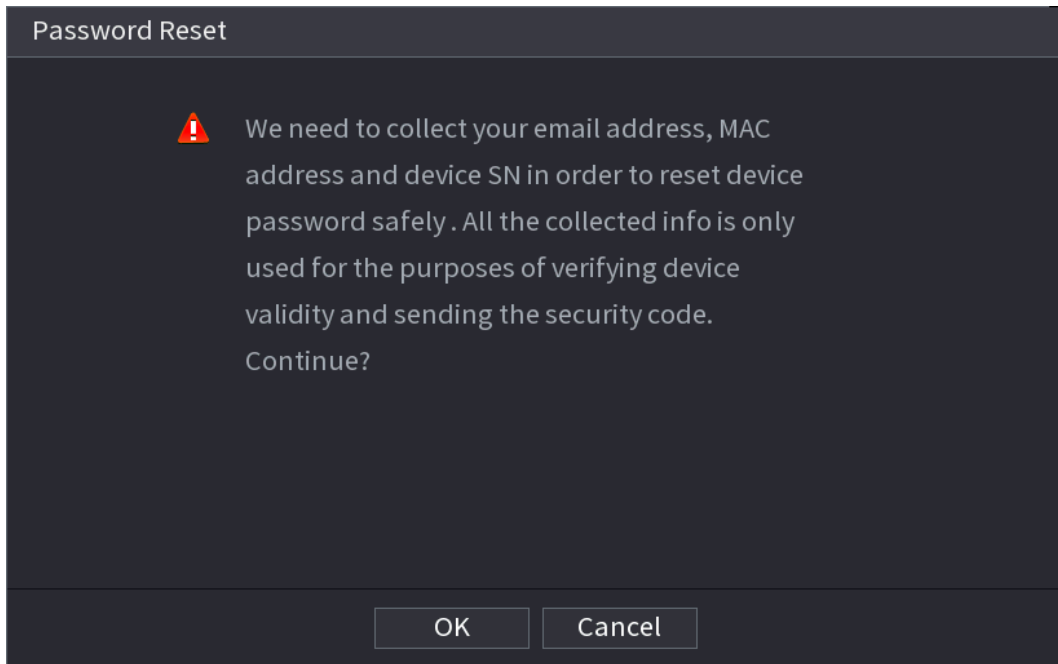 Password Reset
We need to collect your email address, MAC
address and device SN in order to reset device
password safely . All the collected info is only
used for the purposes of verifying device
validity and sending the security code.
Continue?
OK
Cancel